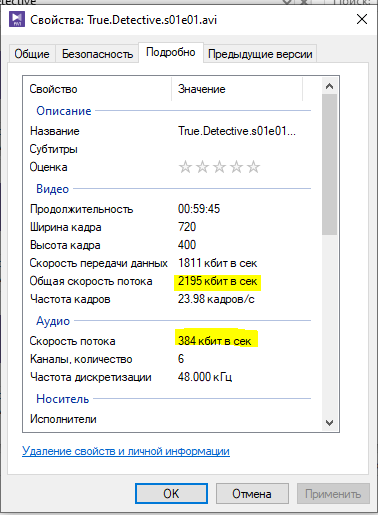 etective
Поиск:
Свойства: True.Detective.s01e01.avi
Общие Безопасность Подробно Предыдущие версии
Свойство Значение
Описание
Название True.Detective.s01e01...
Субтитры
Оценка
Видео
Продолжительность 00:59:45
Ширина кадра 720
Высота кадра 400
Скорость передачи данных 1811 кбит в сек
Общая скорость потока 2195 кбит в сек
Частота кадров 23.98 кадров/с
Аудио
Скорость потока 384 кбит в сек
Каналы, количество 6
Частота дискретизации 48.000 кГц
Носитель
Исполнители
Удаление свойств и личной информации
OK Отмена Применить